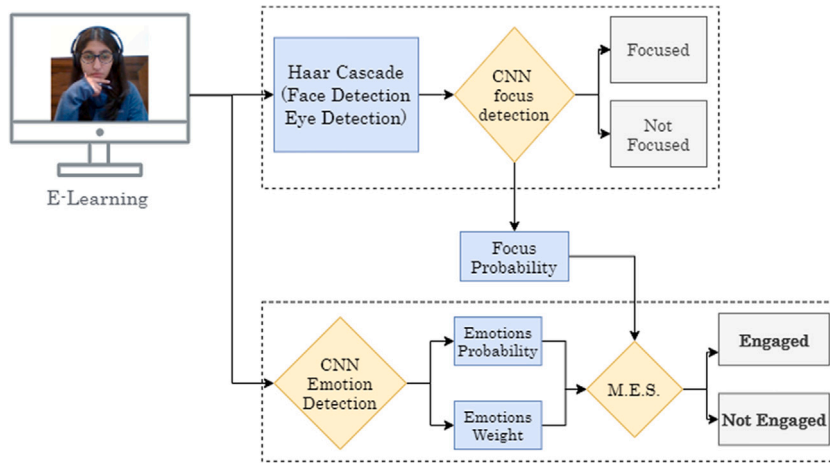 Haar Cascade
(Face Detection
Eye Detection)
CNN
focus
detection
Focused
Not
Focused
E-Learning
Focus
Probability
CNN
Emotion
Detection
Emotions
Probability
Emotions
Weight
M.E.S.
Engaged
Not Engaged